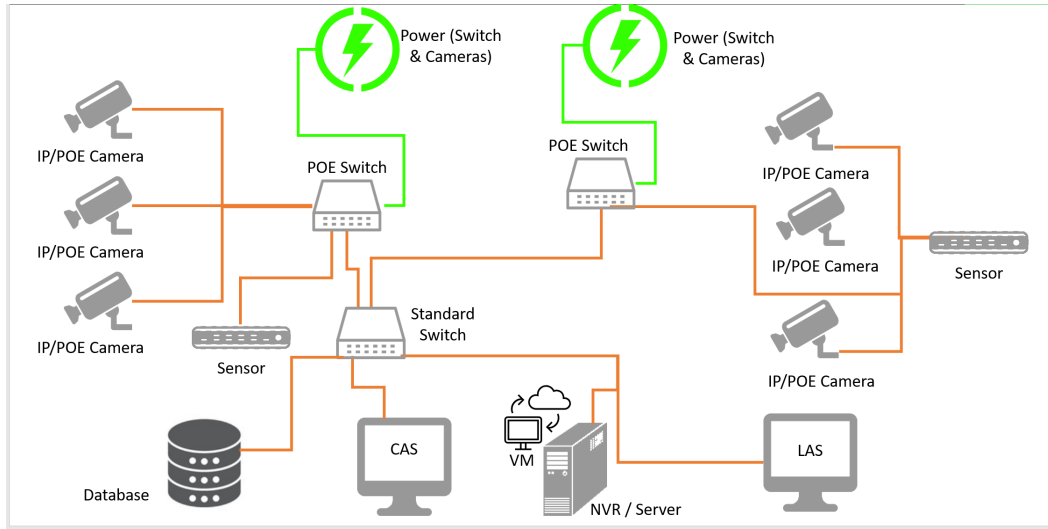 Power (Switch
& Cameras)
Power (Switch
& Cameras)
IP/POE Camera
POE Switch
POE Switch
IP/POE Camera
IP/POE Camera
IP/POE Camera
Sensor
IP/POE Camera
Standard
Switch
Sensor
IP/POE Camera
CAS
VM
LAS
Database
NVR / Server